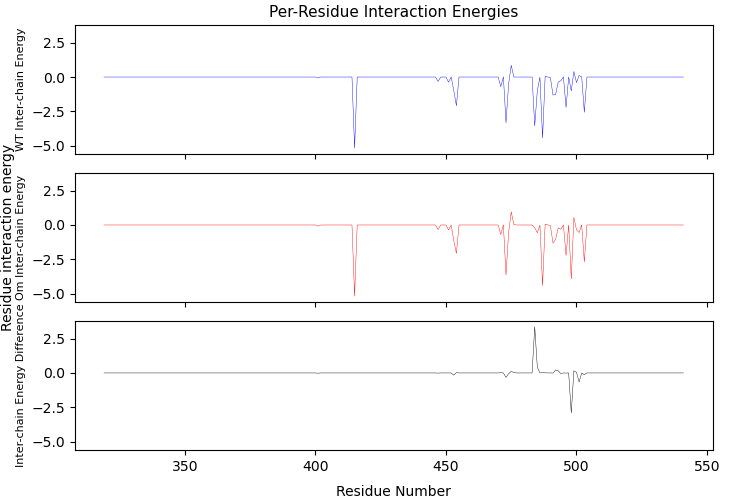 Per-Residue Interaction Energies
WT Inter-chain Energy
2.5
0.0
−2.5
−5.0
Residue interaction energy
Om Inter-chain Energy
2.5
0.0
−2.5
−5.0
Inter-chain Energy Difference
2.5
0.0
−2.5
−5.0
350
400
450
500
550
Residue Number